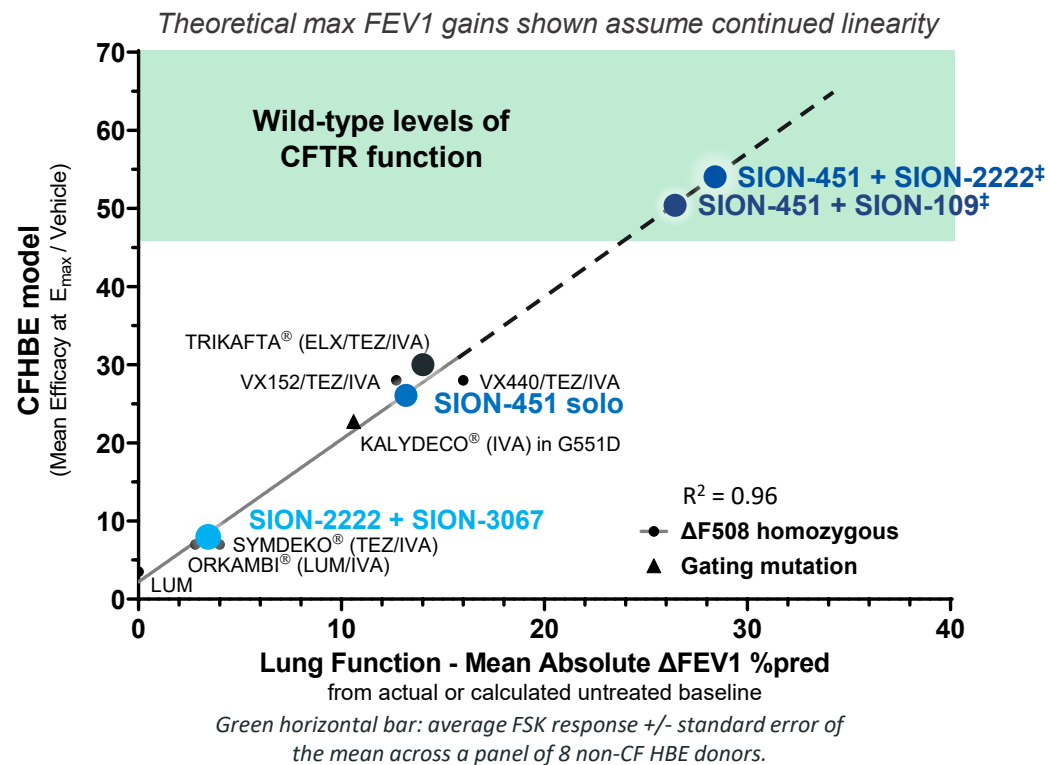 Theoretical max FEV1 gains shown assume continued linearity
70
60
50
40
30
20
10
0
CFHBE model
(Mean Efficacy at Emax / Vehicle)
Wild-type levels of
CFTR function
SION-451 + SION-2222‡
SION-451 + SION-109‡
TRIKAFTA® (ELX/TEZ/IVA)
VX152/TEZ/IVA
VX440/TEZ/IVA
SION-451 solo
KALYDECO® (IVA) in G551D
SION-2222 + SION-3067
SYMDEKO® (TEZ/IVA)
ORKAMBI® (LUM/IVA)
LUM
R² = 0.96
ΔF508 homozygous
Gating mutation
0 10 20 30 40
Lung Function - Mean Absolute ΔFEV1 %pred
from actual or calculated untreated baseline
Green horizontal bar: average FSK response +/- standard error of
the mean across a panel of 8 non-CF HBE donors.